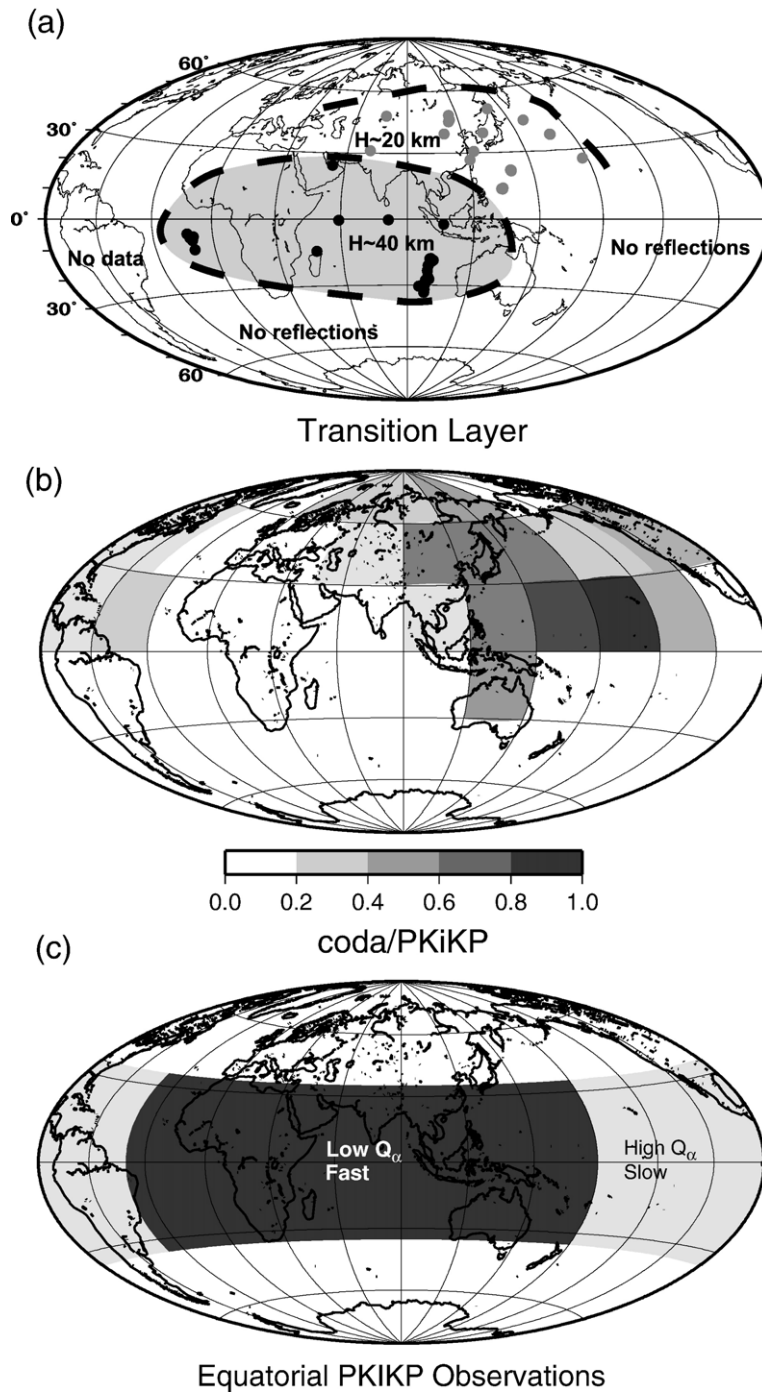 (a)
60°
30°
0°
30°
60
H~20 km
H~40 km
No data
No reflections
No reflections
Transition Layer
(b)
0.0 0.2 0.4 0.6 0.8 1.0
coda/PKiKP
(c)
Low Qα
Fast
High Qα
Slow
Equatorial PKIKP Observations